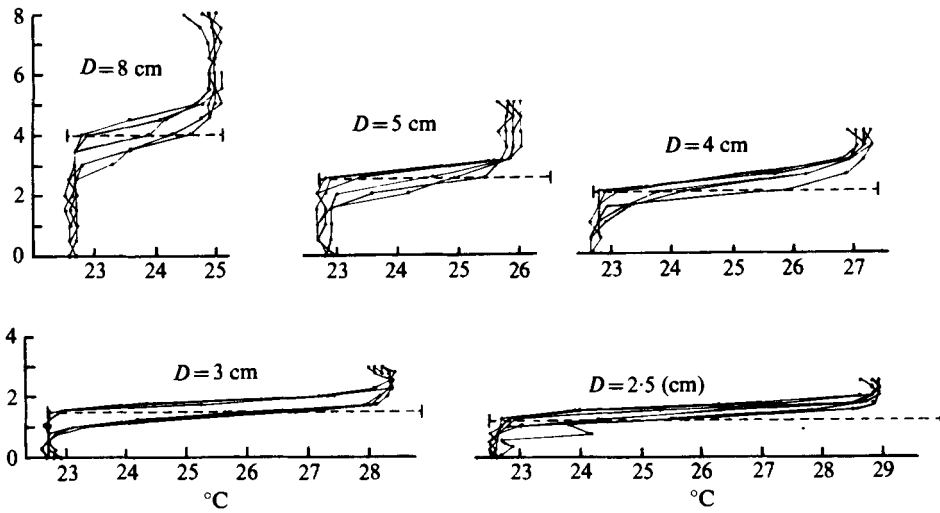 8
6
4
2
0
D=8 cm
23 24 25
D=5 cm
23 24 25 26
D=4 cm
23 24 25 26 27
4
2
0
D=3 cm
23 24 25 26 27 28
°C
D=2·5 (cm)
23 24 25 26 27 28 29
°C